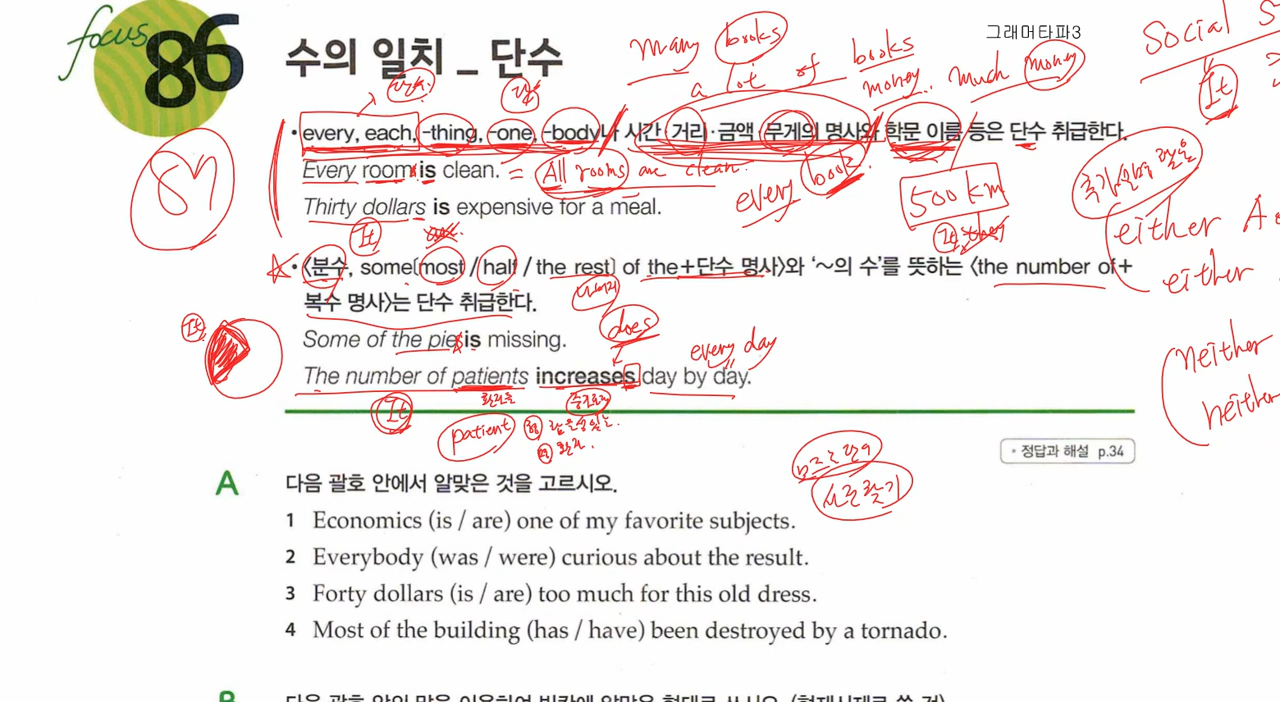 focus 86
수의 일치 _ 단수
그래머타파3
many books
a lot of books
money
much money
Social
It
• every, each, -thing, -one, -body나 시간·거리·금액·무게의 명사와 학문 이름 등은 단수 취급한다.
Every room is clean. = All rooms are clean.
every book
500 km
Thirty dollars is expensive for a meal.
It
It
87
either
either
• 〈분수, some[most / half / the rest] of the+단수 명사〉와 '~의 수'를 뜻하는 〈the number of+
복수 명사〉는 단수 취급한다.
나머지
does
It
Some of the pie is missing.
every day
neither
neither
The number of patients increases day by day.
It
patient
환자
• 정답과 해설 p.34
A 다음 괄호 안에서 알맞은 것을 고르시오.
1 Economics (is / are) one of my favorite subjects.
2 Everybody (was / were) curious about the result.
3 Forty dollars (is / are) too much for this old dress.
4 Most of the building (has / have) been destroyed by a tornado.